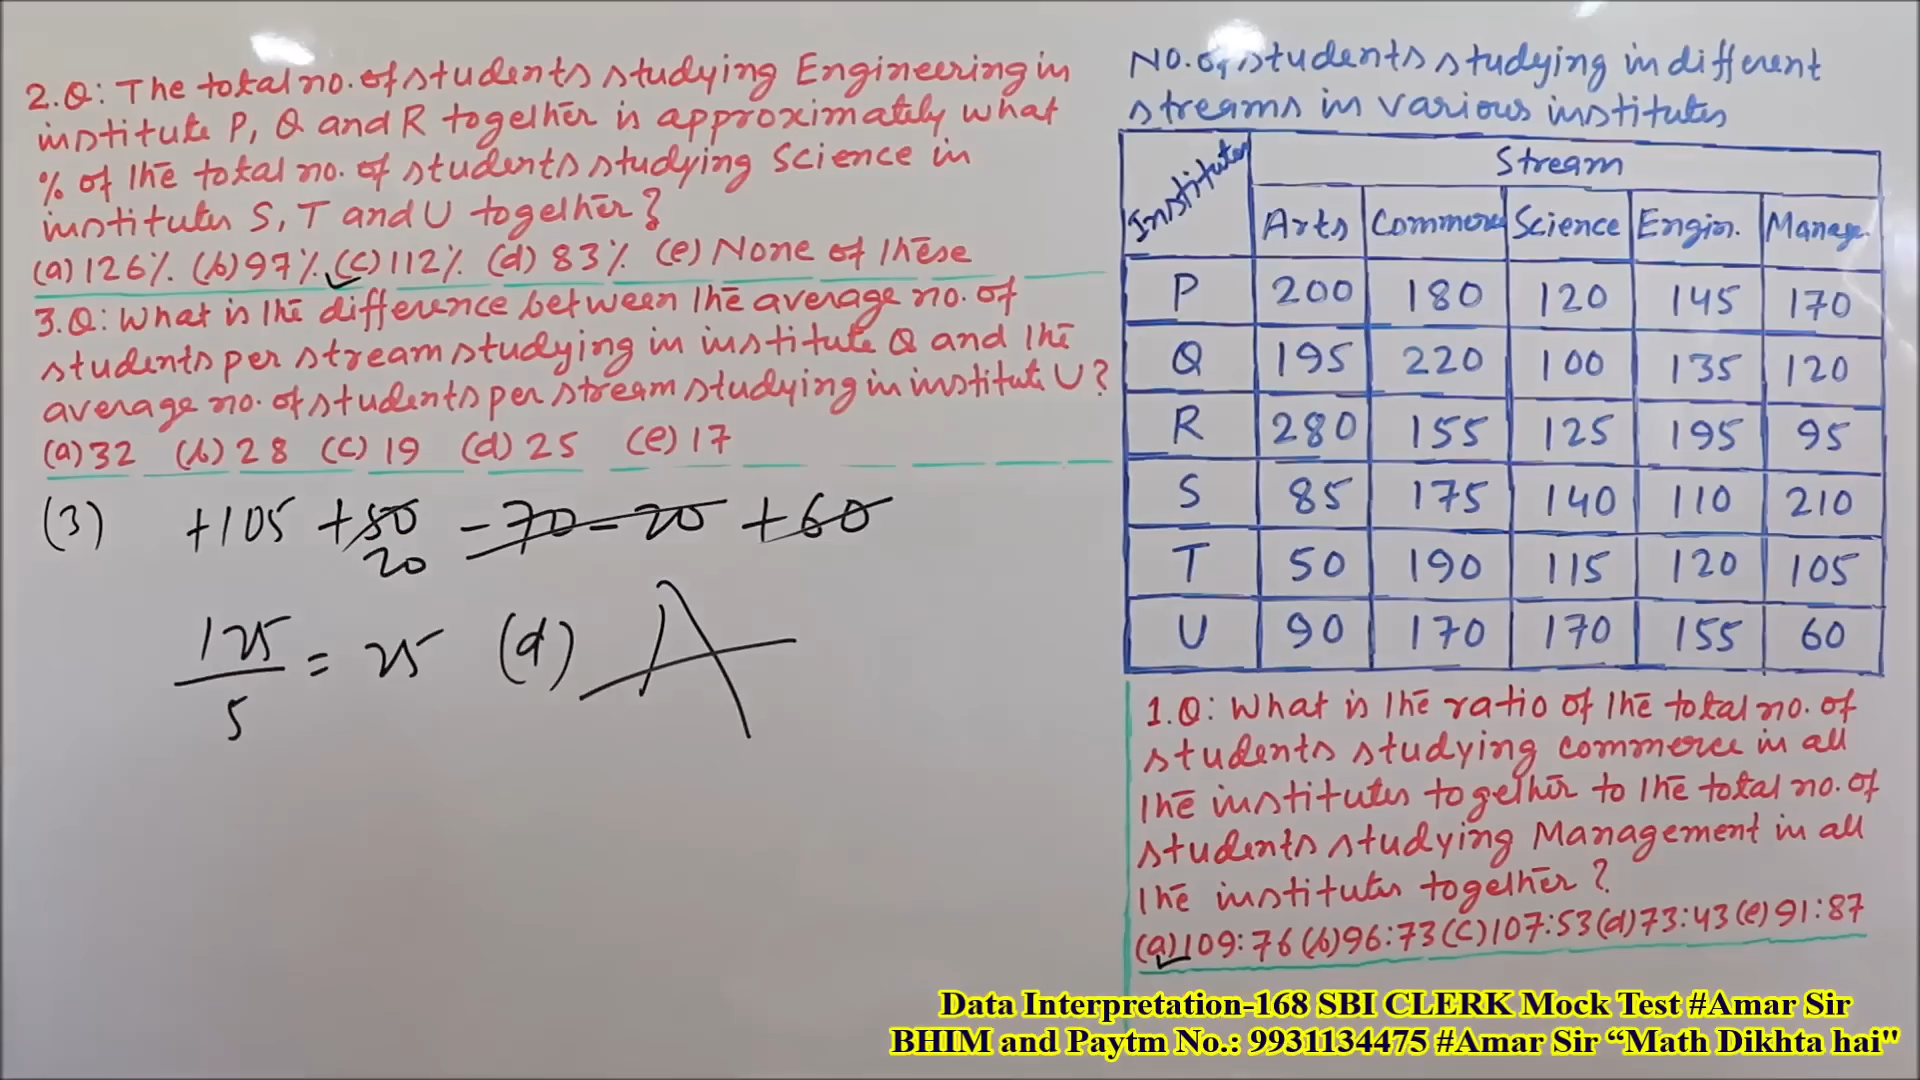 2.Q: The total no. of students studying Engineering in
institute P, Q and R together is approximately what
% of the total no. of students studying Science in
institutes S, T and U together?
(a) 126% (b) 97% (c) 112% (d) 83% (e) None of these
3.Q: What is the difference between the average no. of
students per stream studying in institute Q and the
average no. of students per stream studying in institute U?
(a) 32 (b) 28 (c) 19 (d) 25 (e) 17
(3) +105 +50 -70 -20 +60
20
125
5
= 25 (d)
No. of students studying in different
streams in various institutes
Institutes Stream
Arts Commerce Science Engin. Manage.
P 200 180 120 145 170
Q 195 220 100 135 120
R 280 155 125 195 95
S 85 175 140 110 210
T 50 190 115 120 105
U 90 170 170 155 60
1.Q: What is the ratio of the total no. of
students studying commerce in all
the institutes together to the total no. of
students studying Management in all
the institutes together?
(a) 109:76 (b) 96:73 (c) 107:53 (d) 73:43 (e) 91:87
Data Interpretation-168 SBI CLERK Mock Test #Amar Sir
BHIM and Paytm No.: 9931134475 #Amar Sir “Math Dikhta hai"